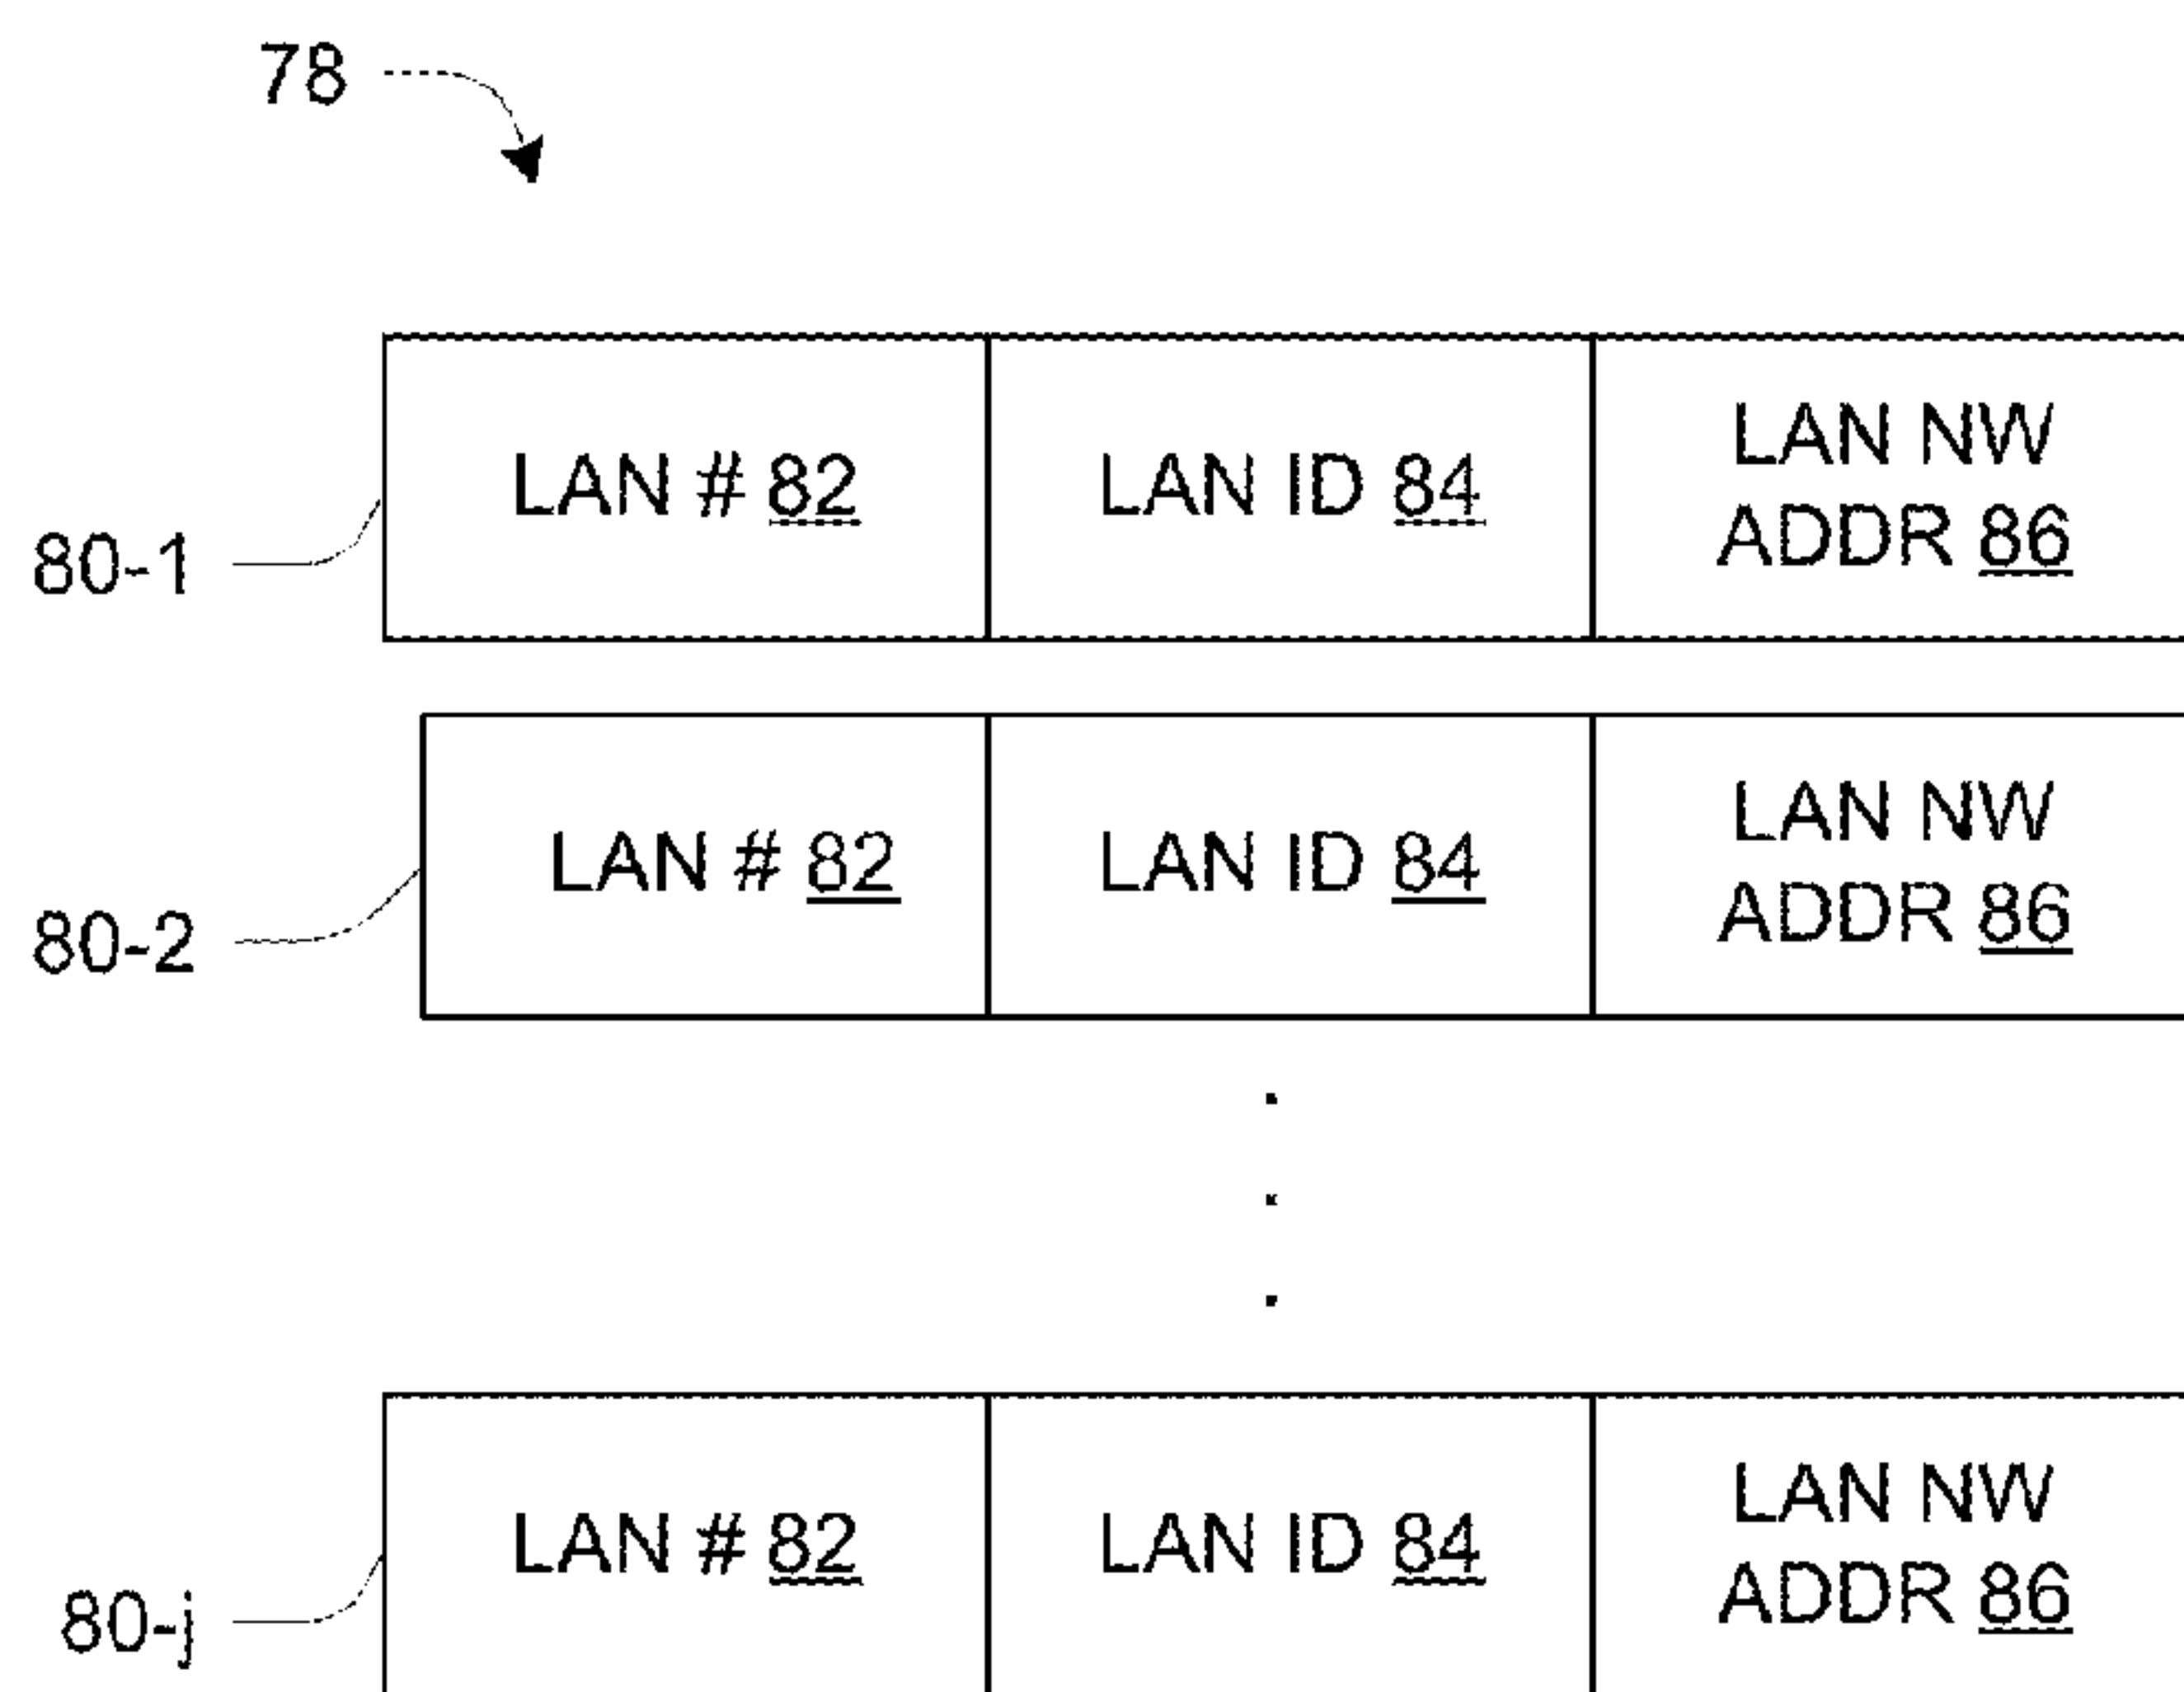 78
LAN # 82
LAN ID 84
LAN NW
ADDR 86
80-1
LAN # 82
LAN ID 84
LAN NW
ADDR 86
80-2
LAN # 82
LAN ID 84
LAN NW
ADDR 86
80-j